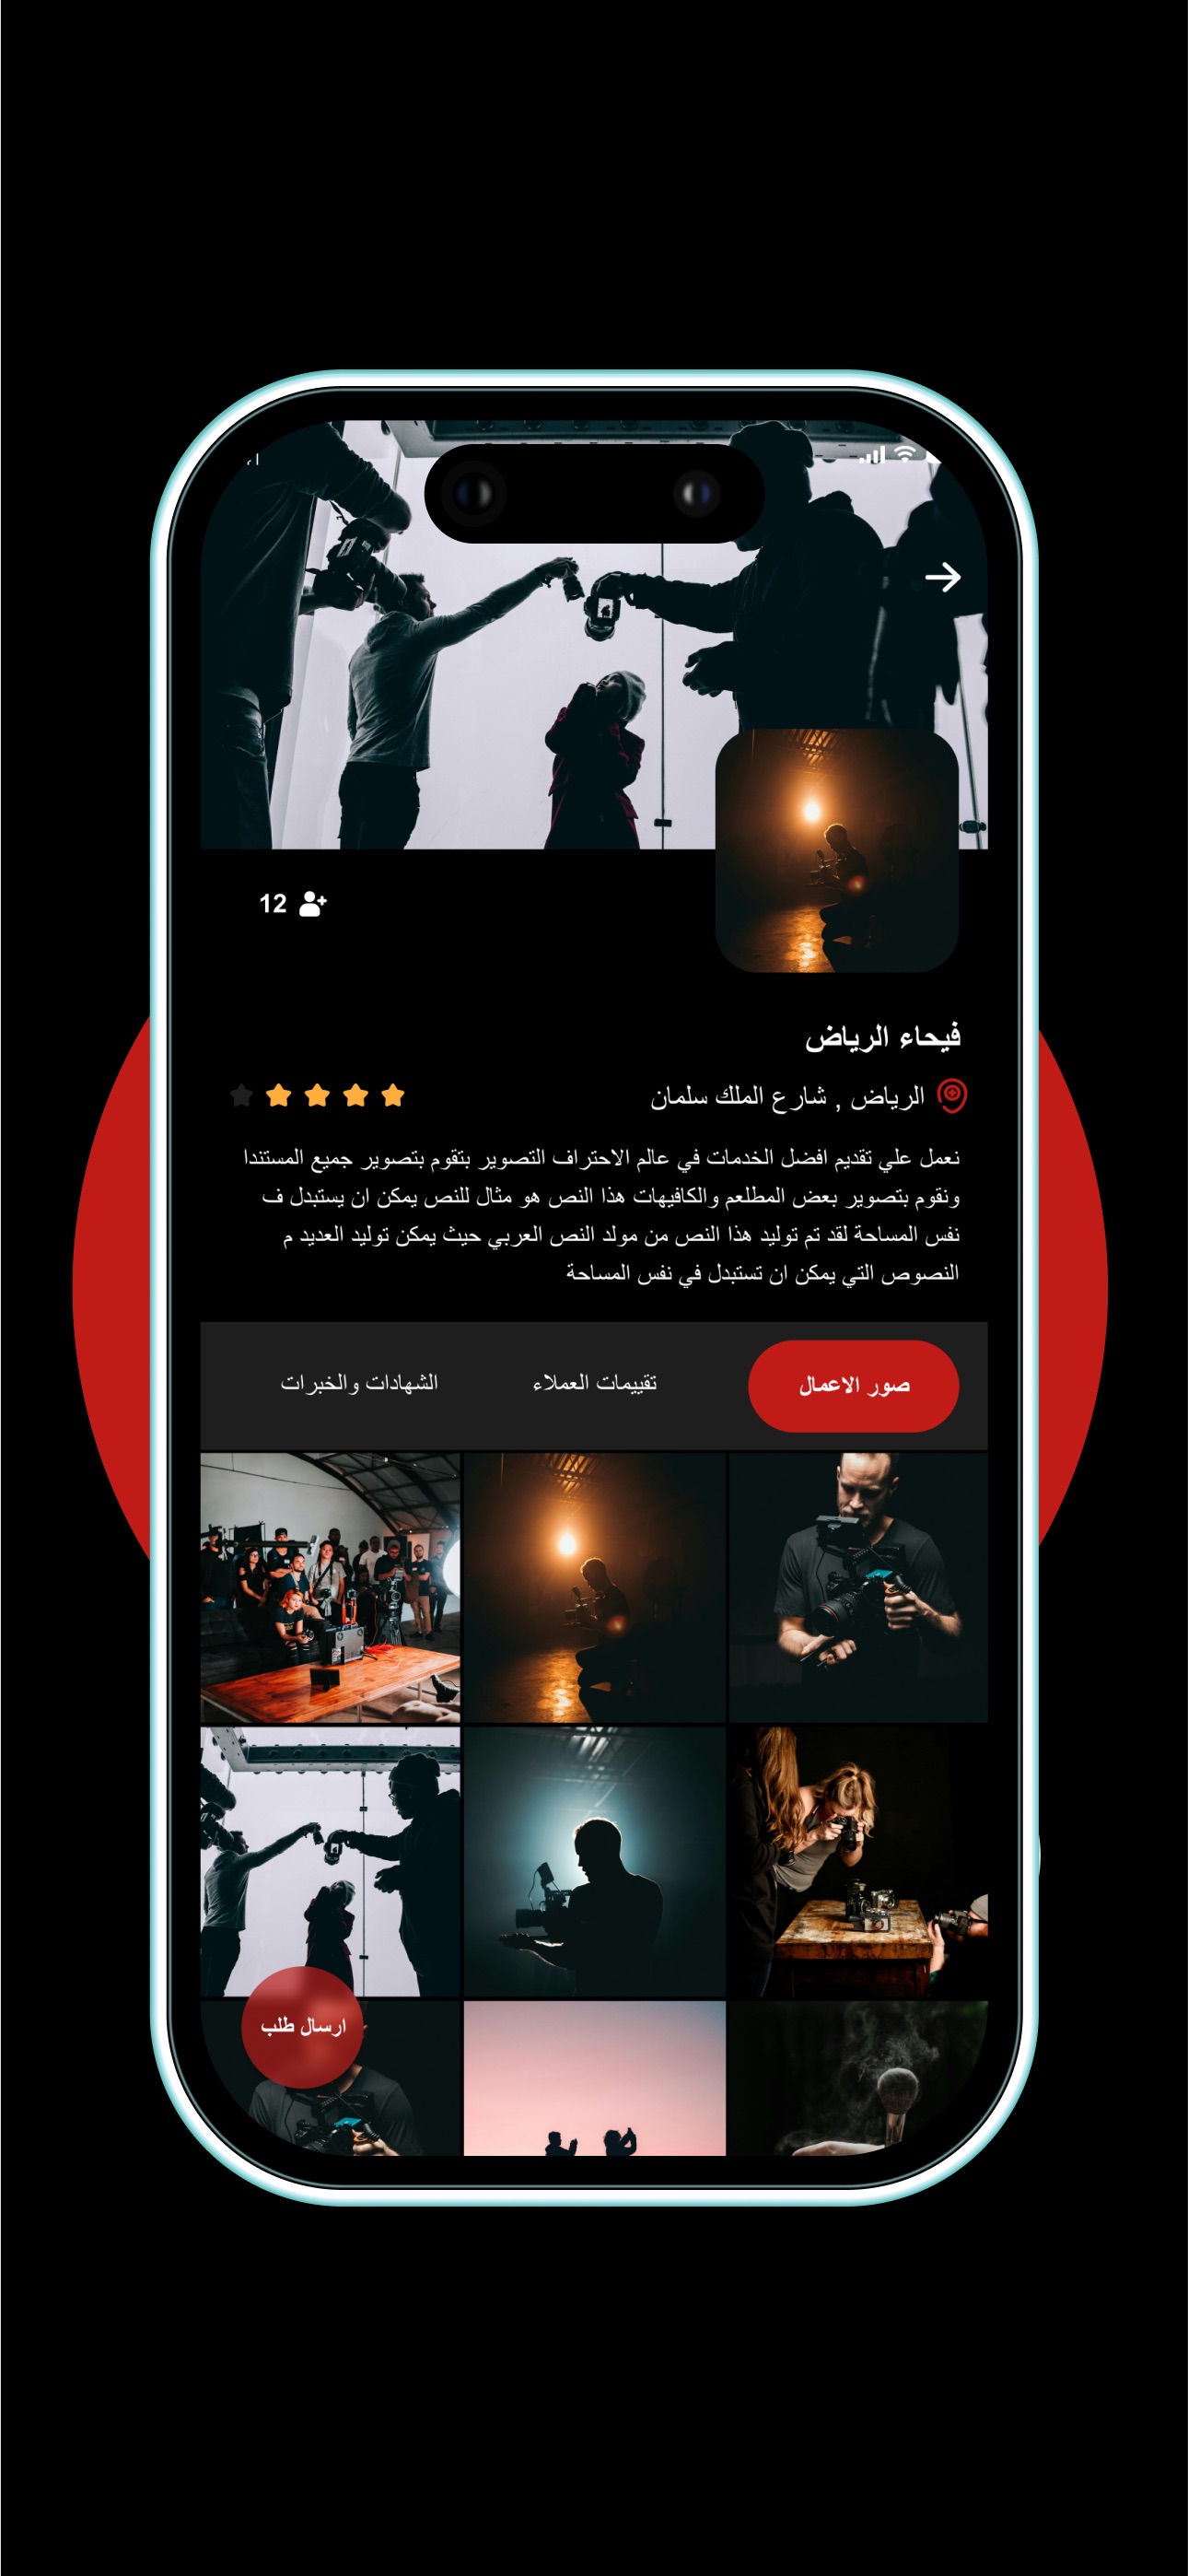 12
فيحاء الرياض
الرياض , شارع الملك سلمان
نعمل علي تقديم افضل الخدمات في عالم الاحتراف التصوير بتقوم بتصوير جميع المستندا
ونقوم بتصوير بعض المطلعم والكافيهات هذا النص هو مثال للنص يمكن ان يستبدل ف
نفس المساحة لقد تم توليد هذا النص من مولد النص العربي حيث يمكن توليد العديد م
النصوص التي يمكن ان تستبدل في نفس المساحة
صور الاعمال
تقييمات العملاء
الشهادات والخبرات
ارسال طلب